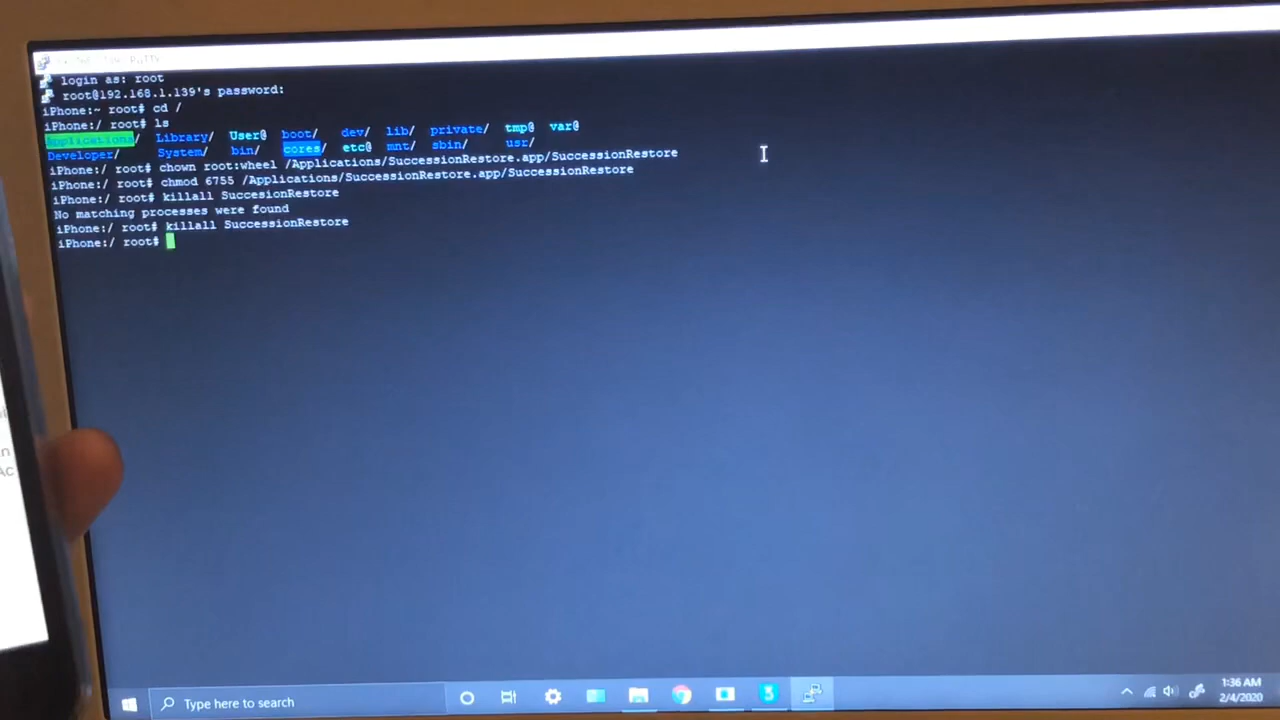 PuTTY
login as: root
root@192.168.1.139's password:
iPhone:~ root# cd /
iPhone:/ root# ls
Applications/ Library/ User@ boot/ dev/ lib/ private/ tmp@ var@
Developer/ System/ bin/ cores/ etc@ mnt/ sbin/ usr/
iPhone:/ root# chown root:wheel /Applications/SuccessionRestore.app/SuccessionRestore
iPhone:/ root# chmod 6755 /Applications/SuccessionRestore.app/SuccessionRestore
iPhone:/ root# killall SuccesionRestore
No matching processes were found
iPhone:/ root# killall SuccessionRestore
iPhone:/ root#
Type here to search
1:36 AM
2/4/2020